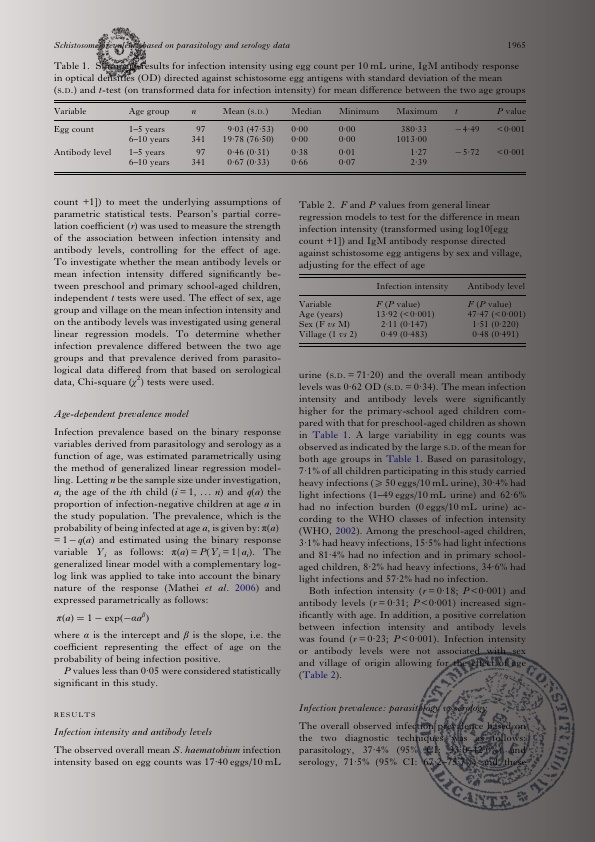 Schistosome prevalence based on parasitology and serology data 1965
Table 1. results for infection intensity using egg count per 10 mL urine, IgM antibody response
in optical densities (OD) directed against schistosome egg antigens with standard deviation of the mean
(S.D.) and t-test (on transformed data for infection intensity) for mean difference between the two age groups
Variable Age group n Mean (S.D.) Median Minimum Maximum t P value
Egg count 1–5 years 97 9·03 (47·53) 0·00 0·00 380·33 −4·49 <0·001
6–10 years 341 19·78 (76·50) 0·00 0·00 1013·00
Antibody level 1–5 years 97 0·46 (0·31) 0·38 0·01 1·27 −5·72 <0·001
6–10 years 341 0·67 (0·33) 0·66 0·07 2·39
count +1]) to meet the underlying assumptions of
parametric statistical tests. Pearson's partial corre-
lation coefficient (r) was used to measure the strength
of the association between infection intensity and
antibody levels, controlling for the effect of age.
To investigate whether the mean antibody levels or
mean infection intensity differed significantly be-
tween preschool and primary school-aged children,
independent t tests were used. The effect of sex, age
group and village on the mean infection intensity and
on the antibody levels was investigated using general
linear regression models. To determine whether
infection prevalence differed between the two age
groups and that prevalence derived from parasito-
logical data differed from that based on serological
data, Chi-square (χ²) tests were used.
Age-dependent prevalence model
Infection prevalence based on the binary response
variables derived from parasitology and serology as a
function of age, was estimated parametrically using
the method of generalized linear regression model-
ling. Letting n be the sample size under investigation,
aᵢ the age of the ith child (i = 1, … n) and q(a) the
proportion of infection-negative children at age a in
the study population. The prevalence, which is the
probability of being infected at age a, is given by: π(a)
= 1 − q(a) and estimated using the binary response
variable Yᵢ as follows: π(a) = P(Yᵢ = 1|aᵢ). The
generalized linear model with a complementary log-
log link was applied to take into account the binary
nature of the response (Mathei et al. 2006) and
expressed parametrically as follows:
π(a) = 1 − exp(−αa^β)
where α is the intercept and β is the slope, i.e. the
coefficient representing the effect of age on the
probability of being infection positive.
P values less than 0·05 were considered statistically
significant in this study.
RESULTS
Infection intensity and antibody levels
The observed overall mean S. haematobium infection
intensity based on egg counts was 17·40 eggs/10 mL
Table 2. F and P values from general linear
regression models to test for the difference in mean
infection intensity (transformed using log10[egg
count +1]) and IgM antibody response directed
against schistosome egg antigens by sex and village,
adjusting for the effect of age
Infection intensity Antibody level
Variable F (P value) F (P value)
Age (years) 13·92 (<0·001) 47·47 (<0·001)
Sex (F vs M) 2·11 (0·147) 1·51 (0·220)
Village (1 vs 2) 0·49 (0·483) 0·48 (0·491)
urine (S.D. = 71·20) and the overall mean antibody
levels was 0·62 OD (S.D. = 0·34). The mean infection
intensity and antibody levels were significantly
higher for the primary-school aged children com-
pared with that for preschool-aged children as shown
in Table 1. A large variability in egg counts was
observed as indicated by the large S.D. of the mean for
both age groups in Table 1. Based on parasitology,
7·1% of all children participating in this study carried
heavy infections (⩾ 50 eggs/10 mL urine), 30·4% had
light infections (1–49 eggs/10 mL urine) and 62·6%
had no infection burden (0 eggs/10 mL urine) ac-
cording to the WHO classes of infection intensity
(WHO, 2002). Among the preschool-aged children,
3·1% had heavy infections, 15·5% had light infections
and 81·4% had no infection and in primary school-
aged children, 8·2% had heavy infections, 34·6% had
light infections and 57·2% had no infection.
Both infection intensity (r = 0·18; P < 0·001) and
antibody levels (r = 0·31; P < 0·001) increased sign-
ificantly with age. In addition, a positive correlation
between infection intensity and antibody levels
was found (r = 0·23; P < 0·001). Infection intensity
or antibody levels were not associated with sex
and village of origin allowing for the effect of age
(Table 2).
Infection prevalence: parasitology vs serology
The overall observed infection prevalence based on
the two diagnostic techniques was as follows:
parasitology, 37·4% (95% CI: and
serology, 71·5% (95% CI: 67·2– and these